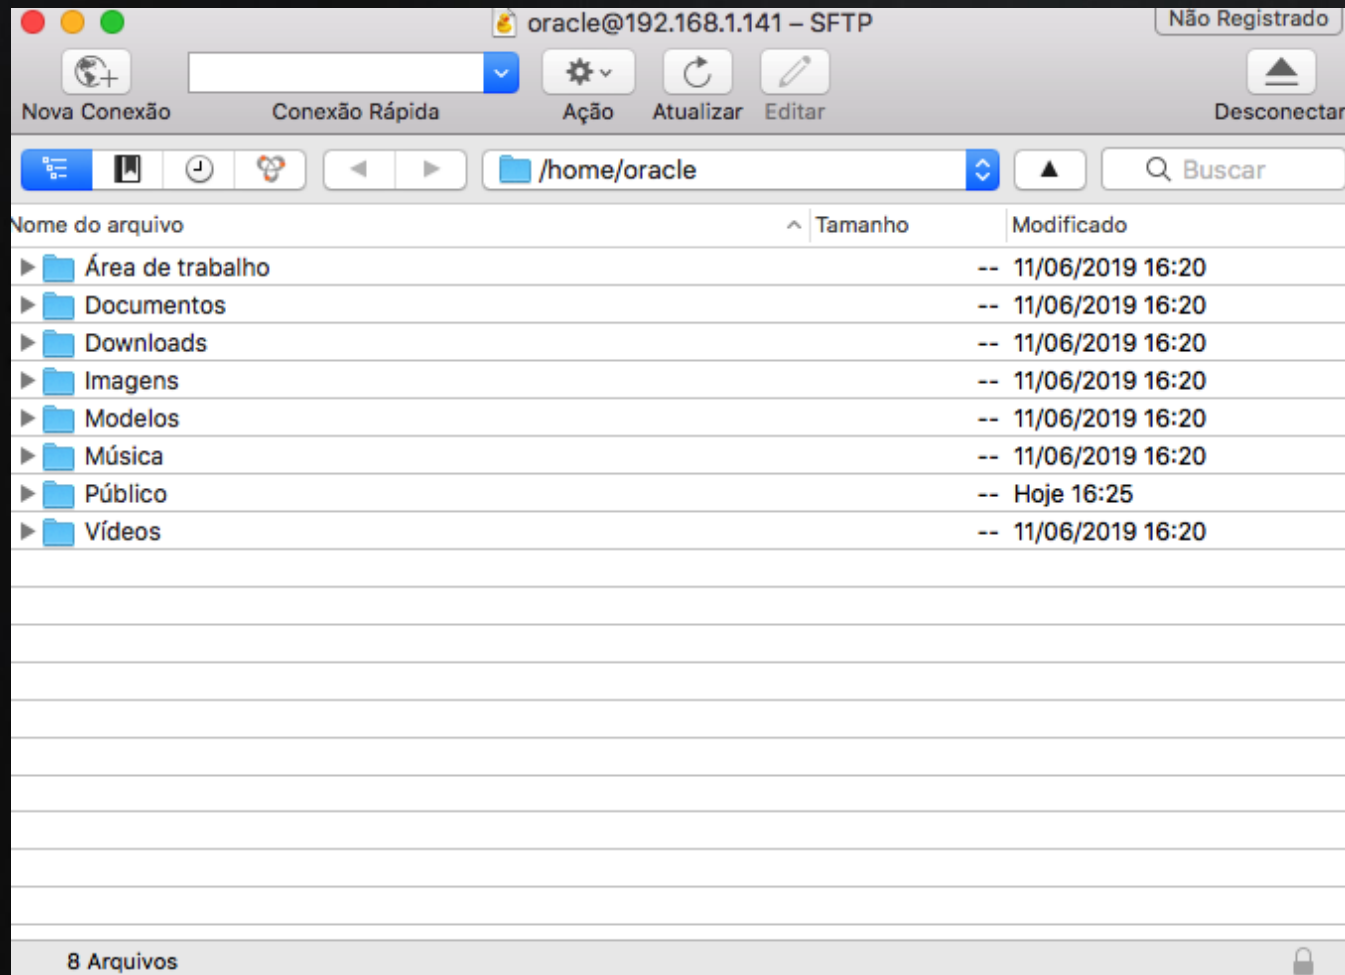 oracle@192.168.1.141 – SFTP
Não Registrado
Nova Conexão
Conexão Rápida
Ação
Atualizar
Editar
Desconectar
/home/oracle
Buscar
Nome do arquivo Tamanho Modificado
Área de trabalho -- 11/06/2019 16:20
Documentos -- 11/06/2019 16:20
Downloads -- 11/06/2019 16:20
Imagens -- 11/06/2019 16:20
Modelos -- 11/06/2019 16:20
Música -- 11/06/2019 16:20
Público -- Hoje 16:25
Vídeos -- 11/06/2019 16:20
8 Arquivos